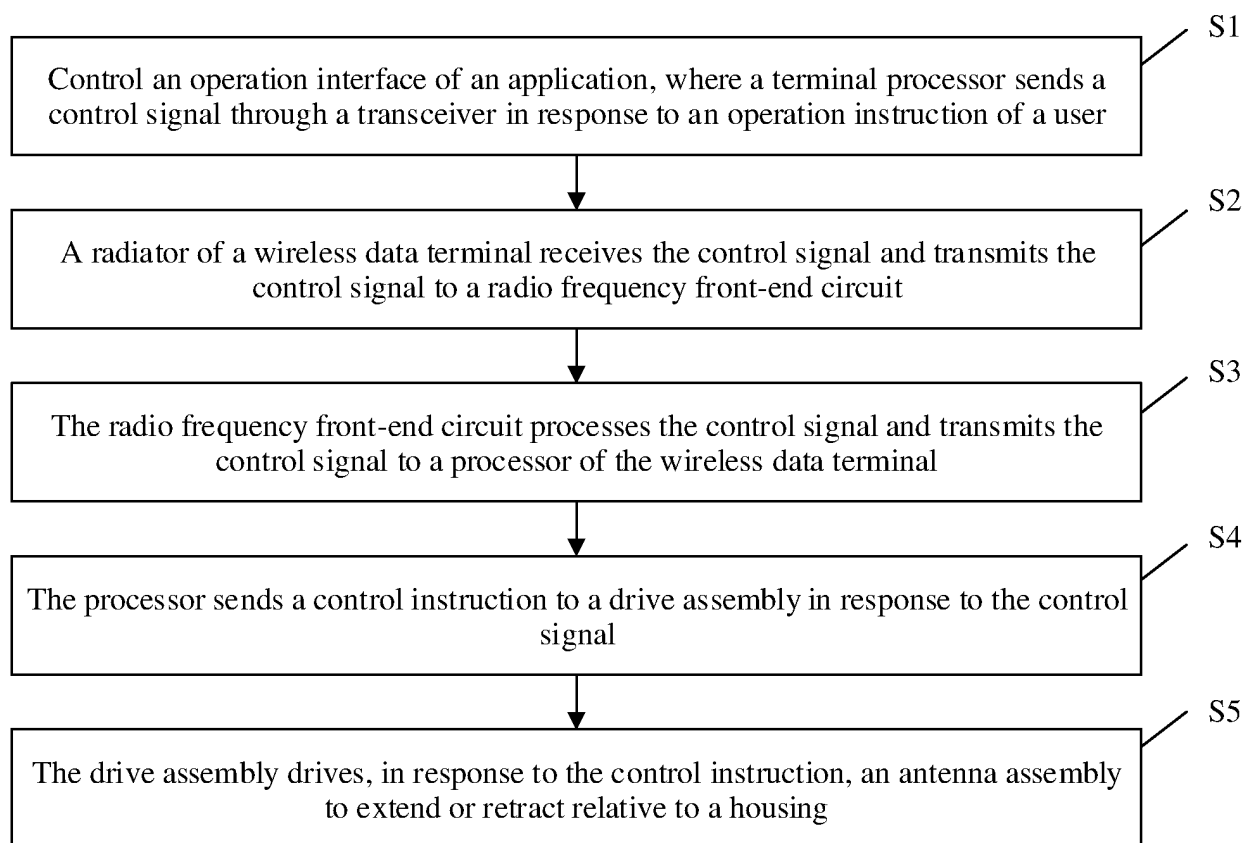 S1
Control an operation interface of an application, where a terminal processor sends a
control signal through a transceiver in response to an operation instruction of a user
S2
A radiator of a wireless data terminal receives the control signal and transmits the
control signal to a radio frequency front-end circuit
S3
The radio frequency front-end circuit processes the control signal and transmits the
control signal to a processor of the wireless data terminal
S4
The processor sends a control instruction to a drive assembly in response to the control
signal
S5
The drive assembly drives, in response to the control instruction, an antenna assembly
to extend or retract relative to a housing